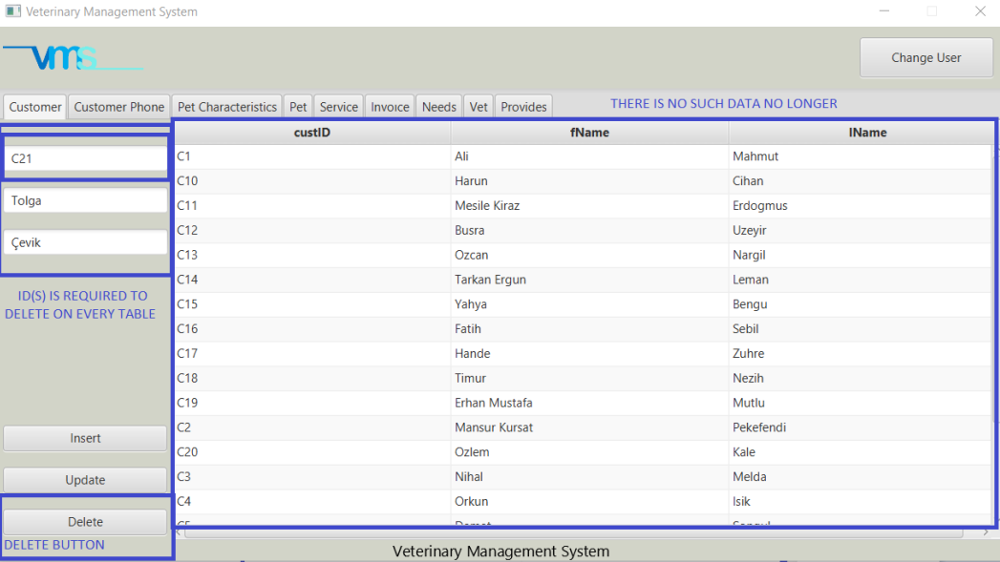 Veterinary Management System
vms
Change User
Customer Customer Phone Pet Characteristics Pet Service Invoice Needs Vet Provides
THERE IS NO SUCH DATA NO LONGER
custID fName lName
C21
Tolga
Çevik
ID(S) IS REQUIRED TO
DELETE ON EVERY TABLE
Insert
Update
Delete
DELETE BUTTON
C1 Ali Mahmut
C10 Harun Cihan
C11 Mesile Kiraz Erdogmus
C12 Busra Uzeyir
C13 Ozcan Nargil
C14 Tarkan Ergun Leman
C15 Yahya Bengu
C16 Fatih Sebil
C17 Hande Zuhre
C18 Timur Nezih
C19 Erhan Mustafa Mutlu
C2 Mansur Kursat Pekefendi
C20 Ozlem Kale
C3 Nihal Melda
C4 Orkun Isik
Veterinary Management System